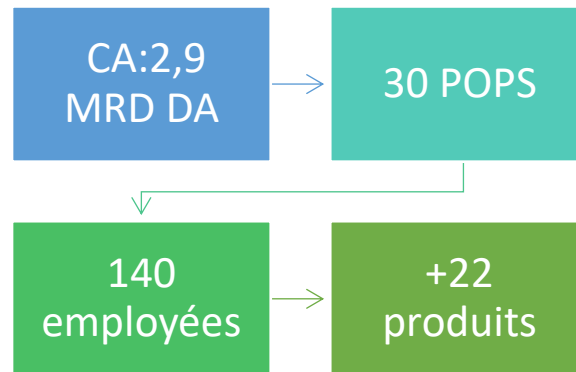 CA:2,9
MRD DA
30 POPS
140
employées
+22
produits